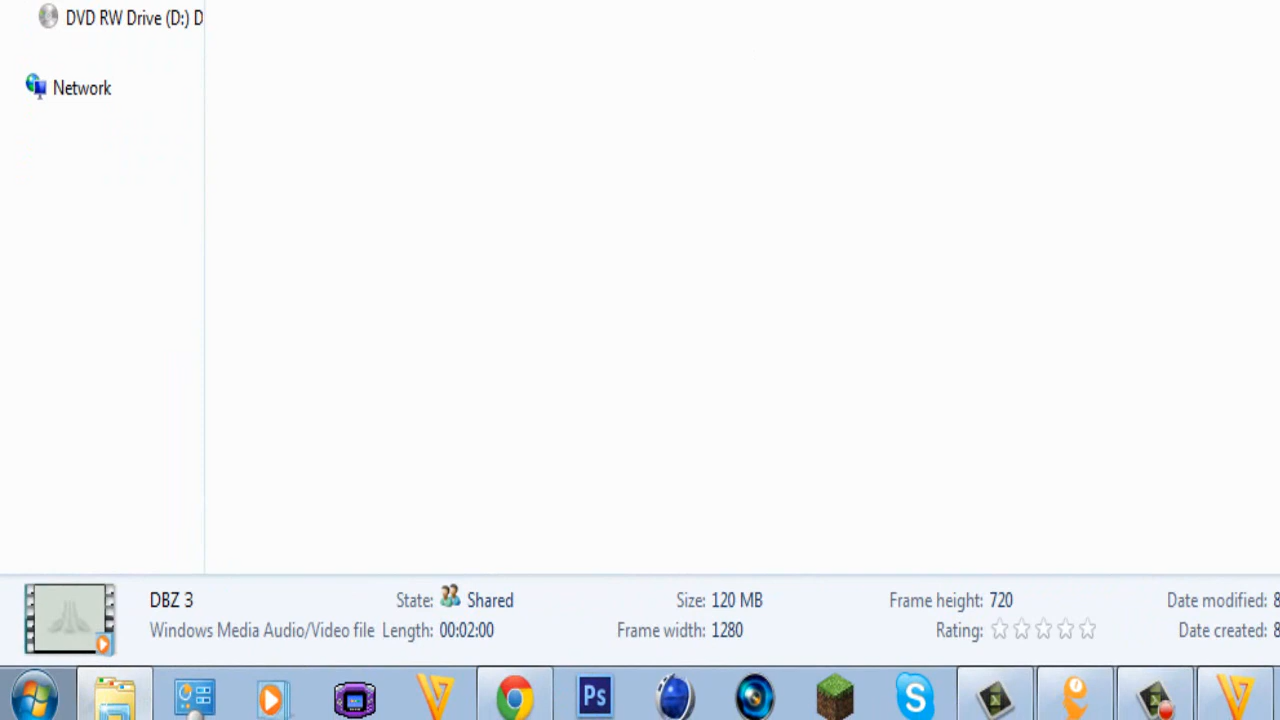 DVD RW Drive (D:) D
Network
DBZ 3 State: Shared Size: 120 MB Frame height: 720 Date modified: 8
Windows Media Audio/Video file Length: 00:02:00 Frame width: 1280 Rating: Date created: 8
Ps